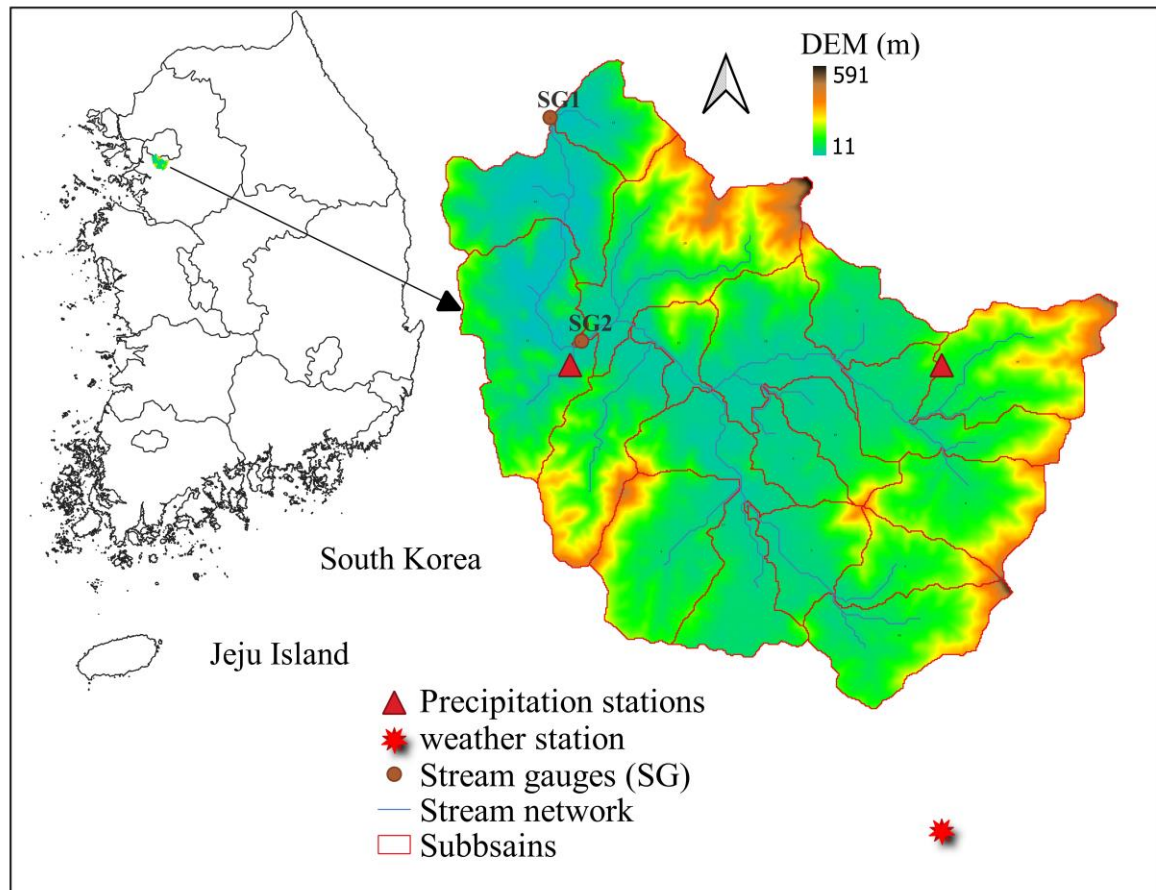 DEM (m)
591
11
SG1
SG2
South Korea
Jeju Island
Precipitation stations
weather station
Stream gauges (SG)
Stream network
Subbsains